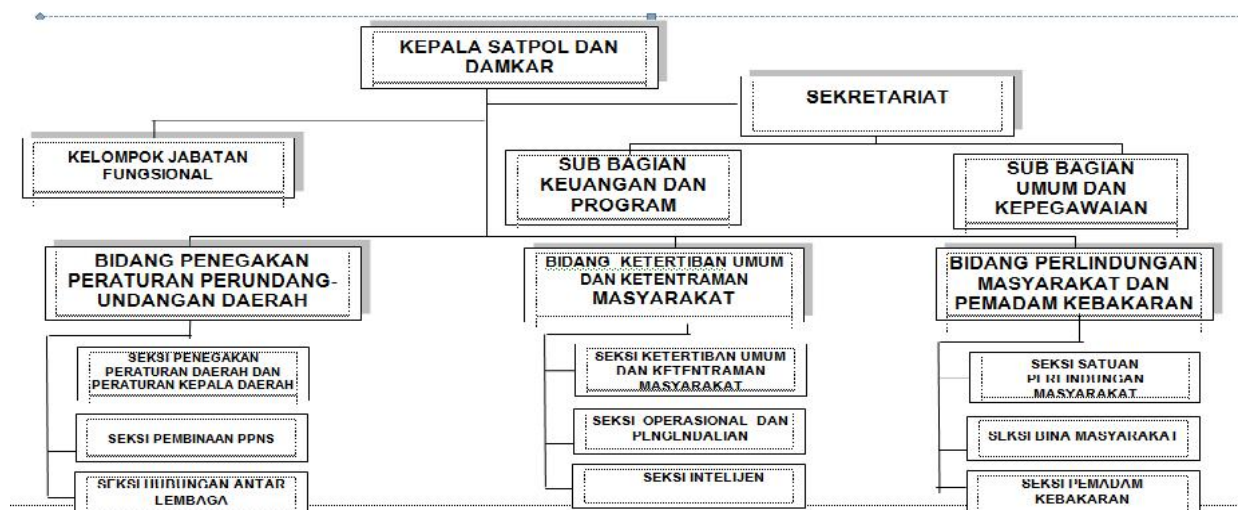 KEPALA SATPOL DAN
DAMKAR
SEKRETARIAT
KELOMPOK JABATAN
FUNGSIONAL
SUB BAGIAN
KEUANGAN DAN
PROGRAM
SUB BAGIAN
UMUM DAN
KEPEGAWAIAN
BIDANG PENEGAKAN
PERATURAN PERUNDANG-
UNDANGAN DAERAH
BIDANG KETERTIBAN UMUM
DAN KETENTRAMAN
MASYARAKAT
BIDANG PERLINDUNGAN
MASYARAKAT DAN
PEMADAM KEBAKARAN
SEKSI PENEGAKAN
PERATURAN DAERAH DAN
PERATURAN KEPALA DAERAH
SEKSI PEMBINAAN PPNS
SEKSI HUBUNGAN ANTAR
LEMBAGA
SEKSI KETERTIBAN UMUM
DAN KETENTRAMAN
MASYARAKAT
SEKSI OPERASIONAL DAN
PENGENDALIAN
SEKSI INTELIJEN
SEKSI SATUAN
PERLINDUNGAN
MASYARAKAT
SEKSI BINA MASYARAKAT
SEKSI PEMADAM
KEBAKARAN